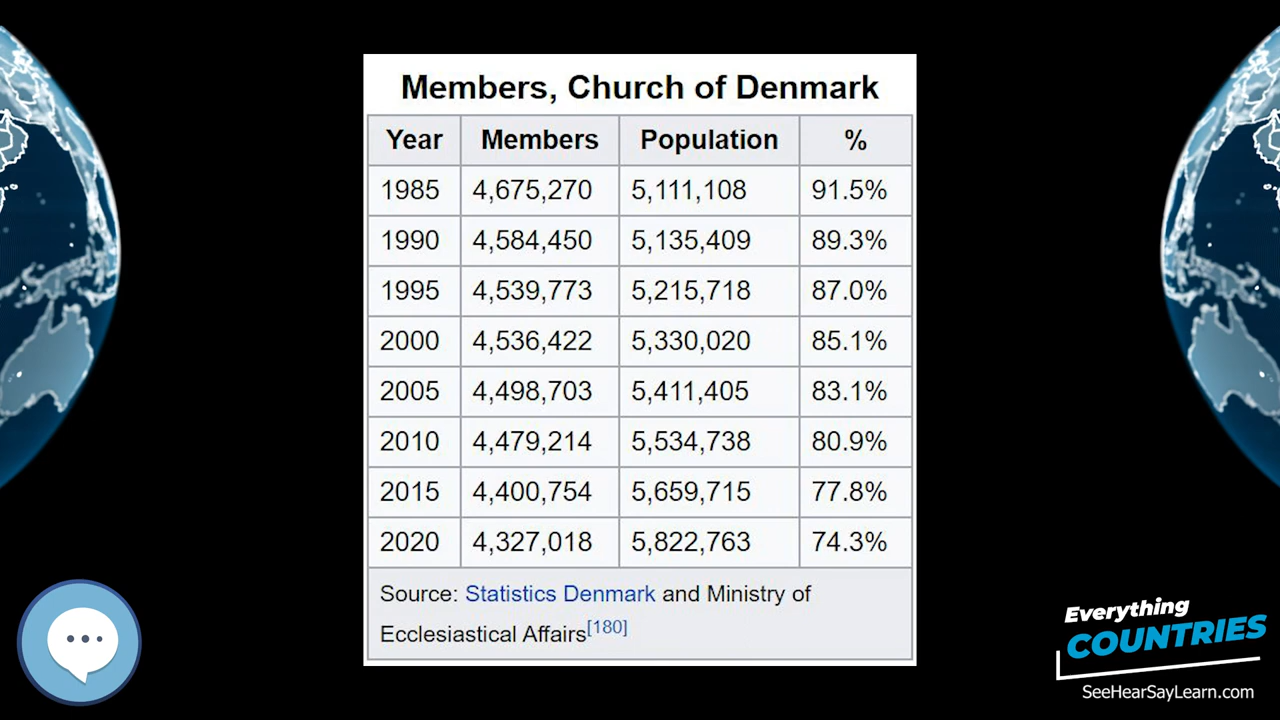 Members, Church of Denmark
Year Members Population %
1985 4,675,270 5,111,108 91.5%
1990 4,584,450 5,135,409 89.3%
1995 4,539,773 5,215,718 87.0%
2000 4,536,422 5,330,020 85.1%
2005 4,498,703 5,411,405 83.1%
2010 4,479,214 5,534,738 80.9%
2015 4,400,754 5,659,715 77.8%
2020 4,327,018 5,822,763 74.3%
Source: Statistics Denmark and Ministry of
Ecclesiastical Affairs[180]
Everything
COUNTRIES
SeeHearSayLearn.com